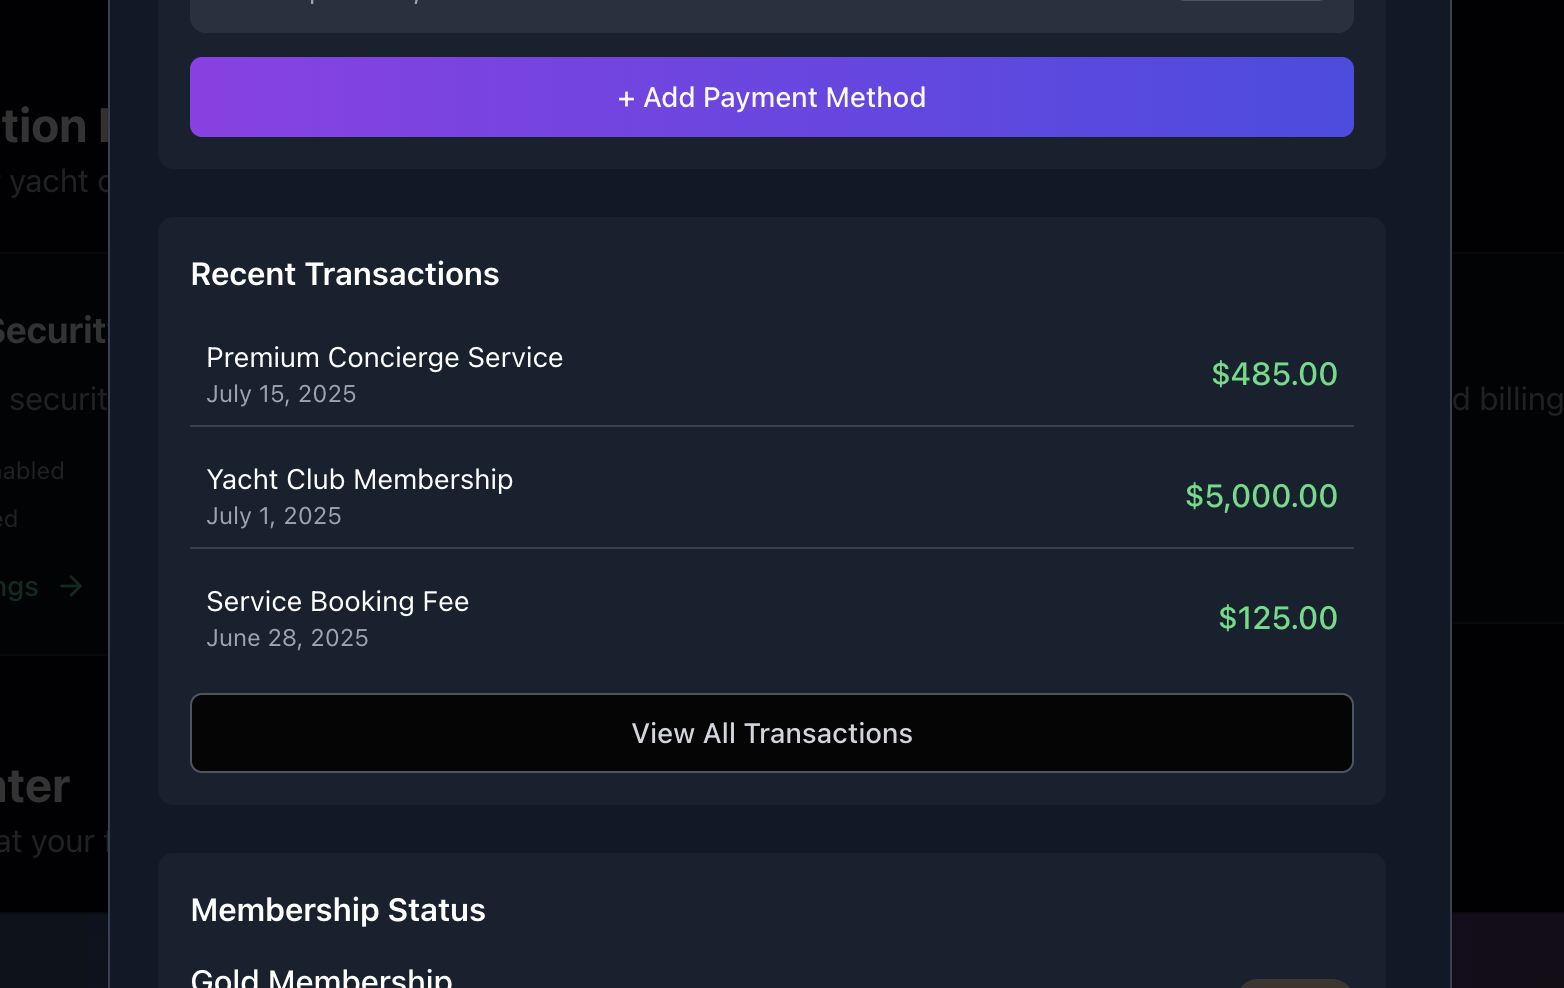 + Add Payment Method
tion
yacht
Recent Transactions
Securit
Premium Concierge Service
$485.00
July 15, 2025
securit
d billing
abled
Yacht Club Membership
$5,000.00
July 1, 2025
ed
ngs →
Service Booking Fee
$125.00
June 28, 2025
View All Transactions
nter
at your f
Membership Status
Gold Membership